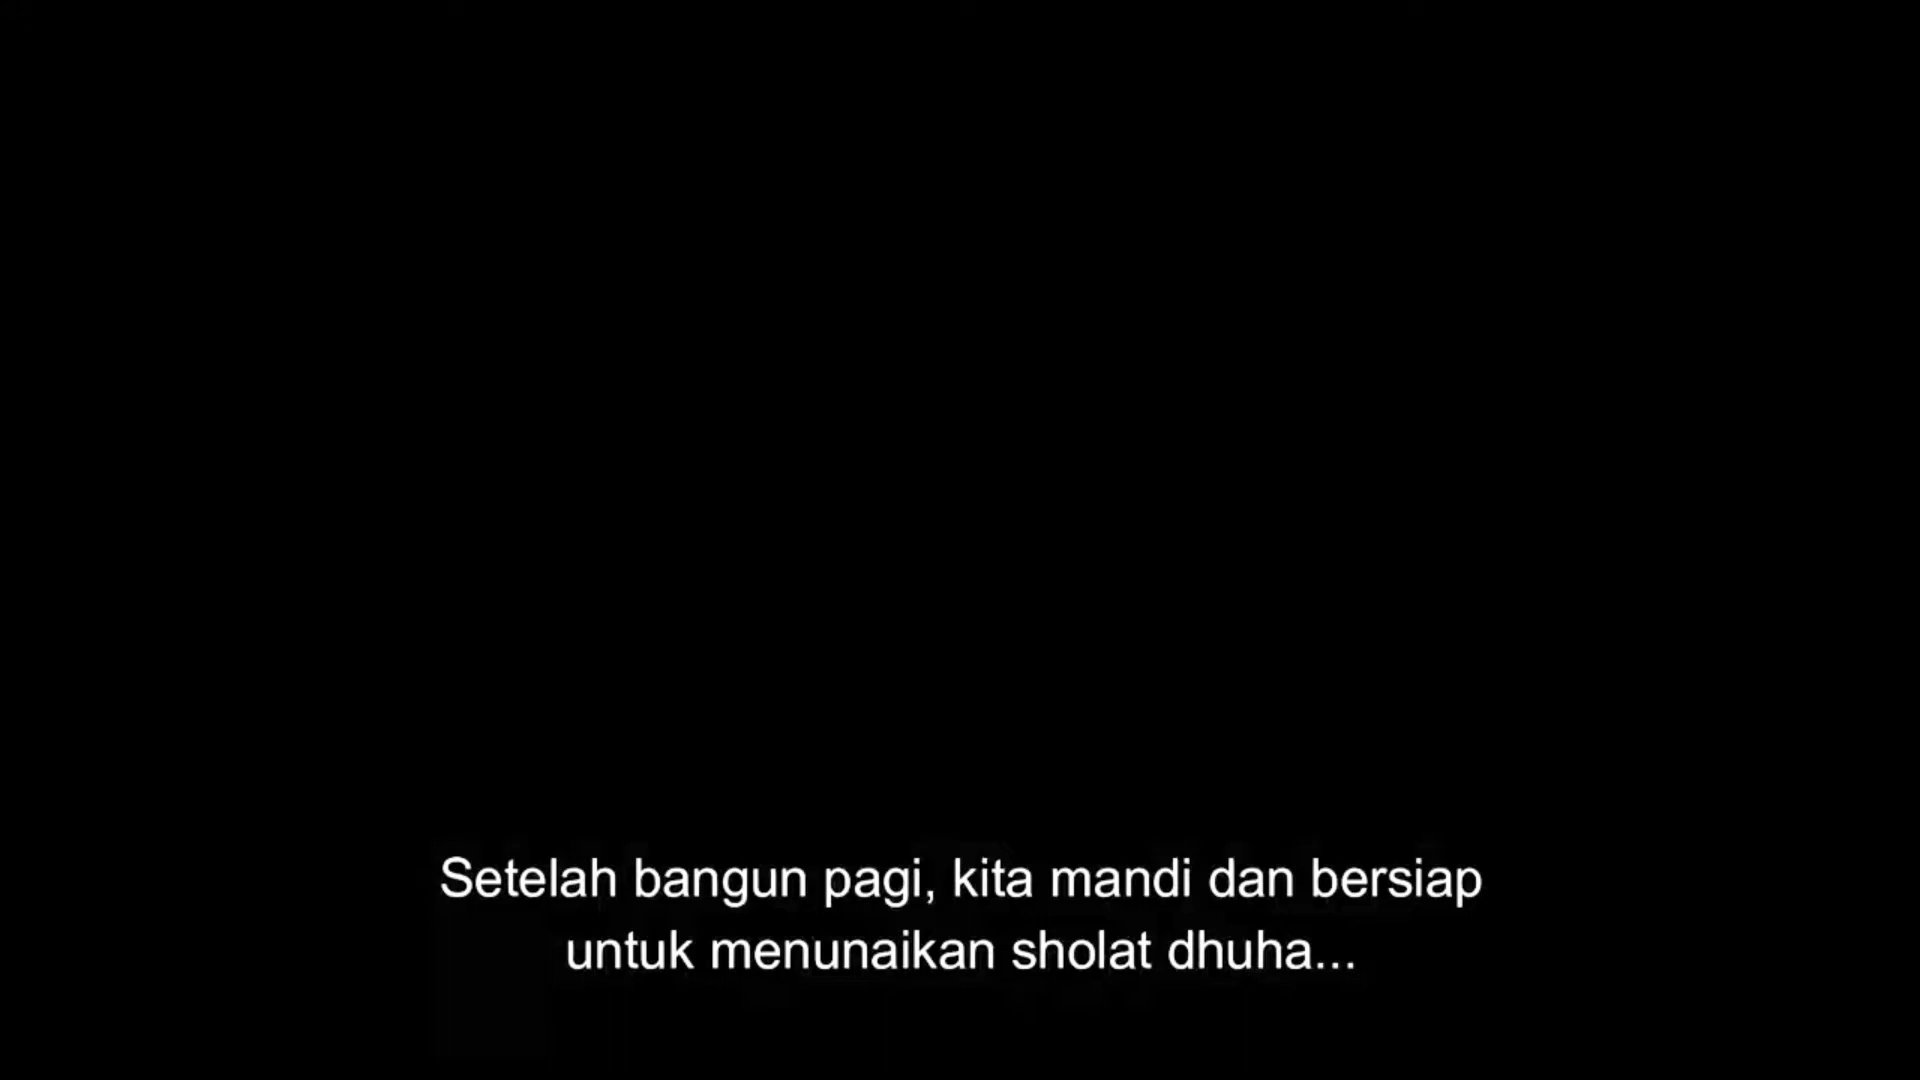 Setelah bangun pagi, kita mandi dan bersiap
untuk menunaikan sholat dhuha...